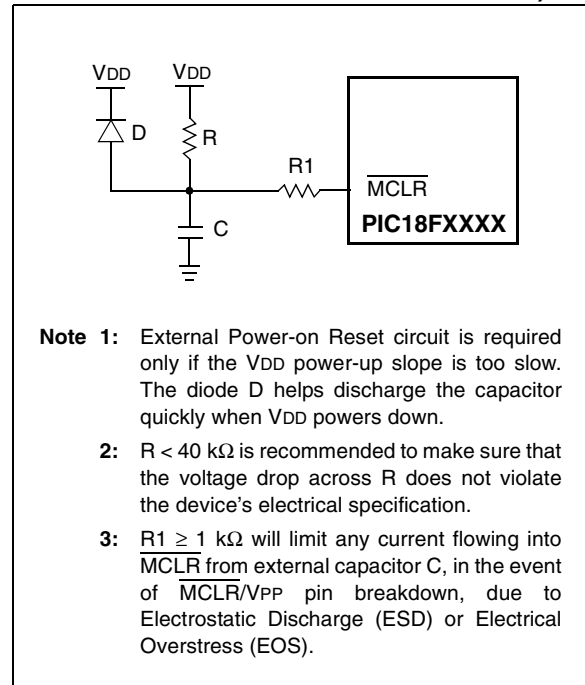 VDD VDD
D
R
R1
C
MCLR
PIC18FXXXX
Note 1: External Power-on Reset circuit is required
only if the VDD power-up slope is too slow.
The diode D helps discharge the capacitor
quickly when VDD powers down.
2: R < 40 kΩ is recommended to make sure that
the voltage drop across R does not violate
the device's electrical specification.
3: R1 ≥ 1 kΩ will limit any current flowing into
MCLR from external capacitor C, in the event
of MCLR/VPP pin breakdown, due to
Electrostatic Discharge (ESD) or Electrical
Overstress (EOS).